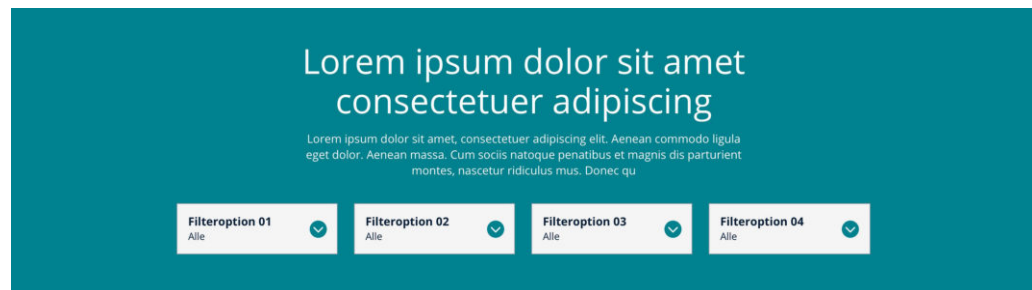 Lorem ipsum dolor sit amet
consectetuer adipiscing
Lorem ipsum dolor sit amet, consectetuer adipiscing elit. Aenean commodo ligula
eget dolor. Aenean massa. Cum sociis natoque penatibus et magnis dis parturient
montes, nascetur ridiculus mus. Donec qu
Filteroption 01
Alle
Filteroption 02
Alle
Filteroption 03
Alle
Filteroption 04
Alle